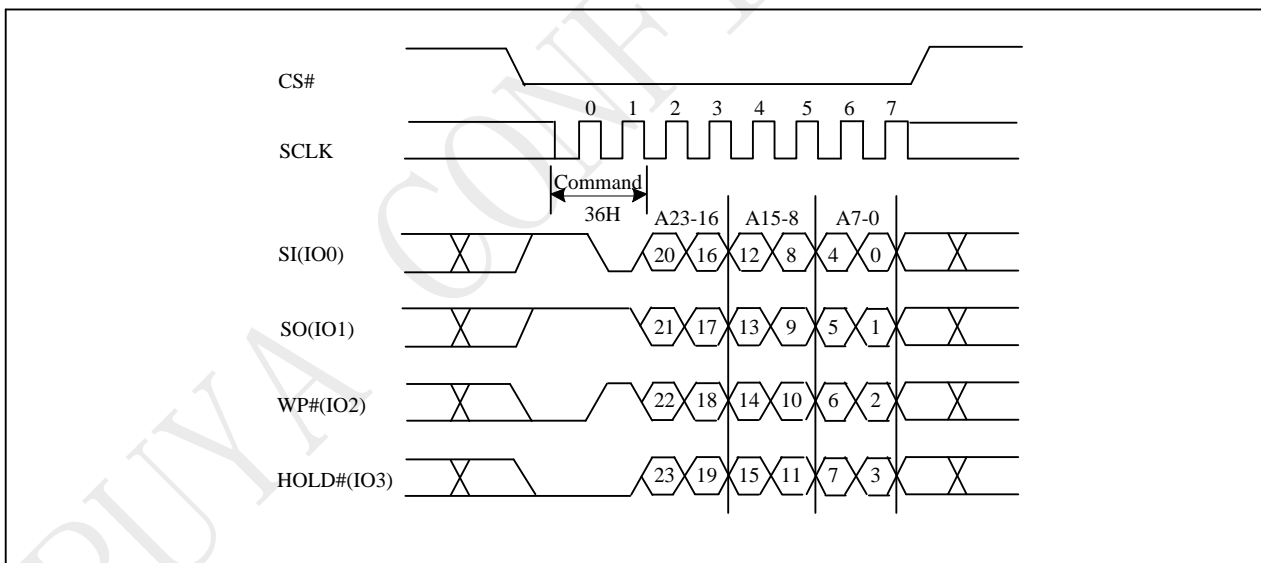 CS#
0 1 2 3 4 5 6 7
SCLK
Command
36H
A23-16 A15-8 A7-0
SI(IO0) 20 16 12 8 4 0
SO(IO1) 21 17 13 9 5 1
WP#(IO2) 22 18 14 10 6 2
HOLD#(IO3) 23 19 15 11 7 3
PUYA CONF